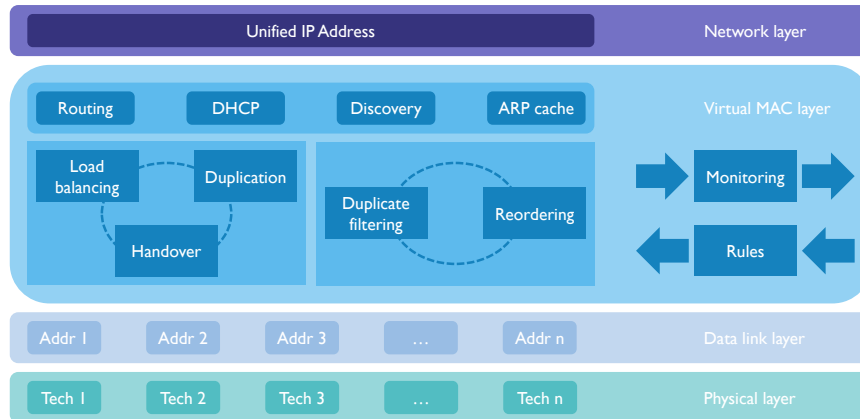 Unified IP Address
Network layer
Routing
DHCP
Discovery
ARP cache
Virtual MAC layer
Load
balancing
Duplication
Handover
Duplicate
filtering
Reordering
Monitoring
Rules
Addr 1
Addr 2
Addr 3
...
Addr n
Data link layer
Tech 1
Tech 2
Tech 3
...
Tech n
Physical layer